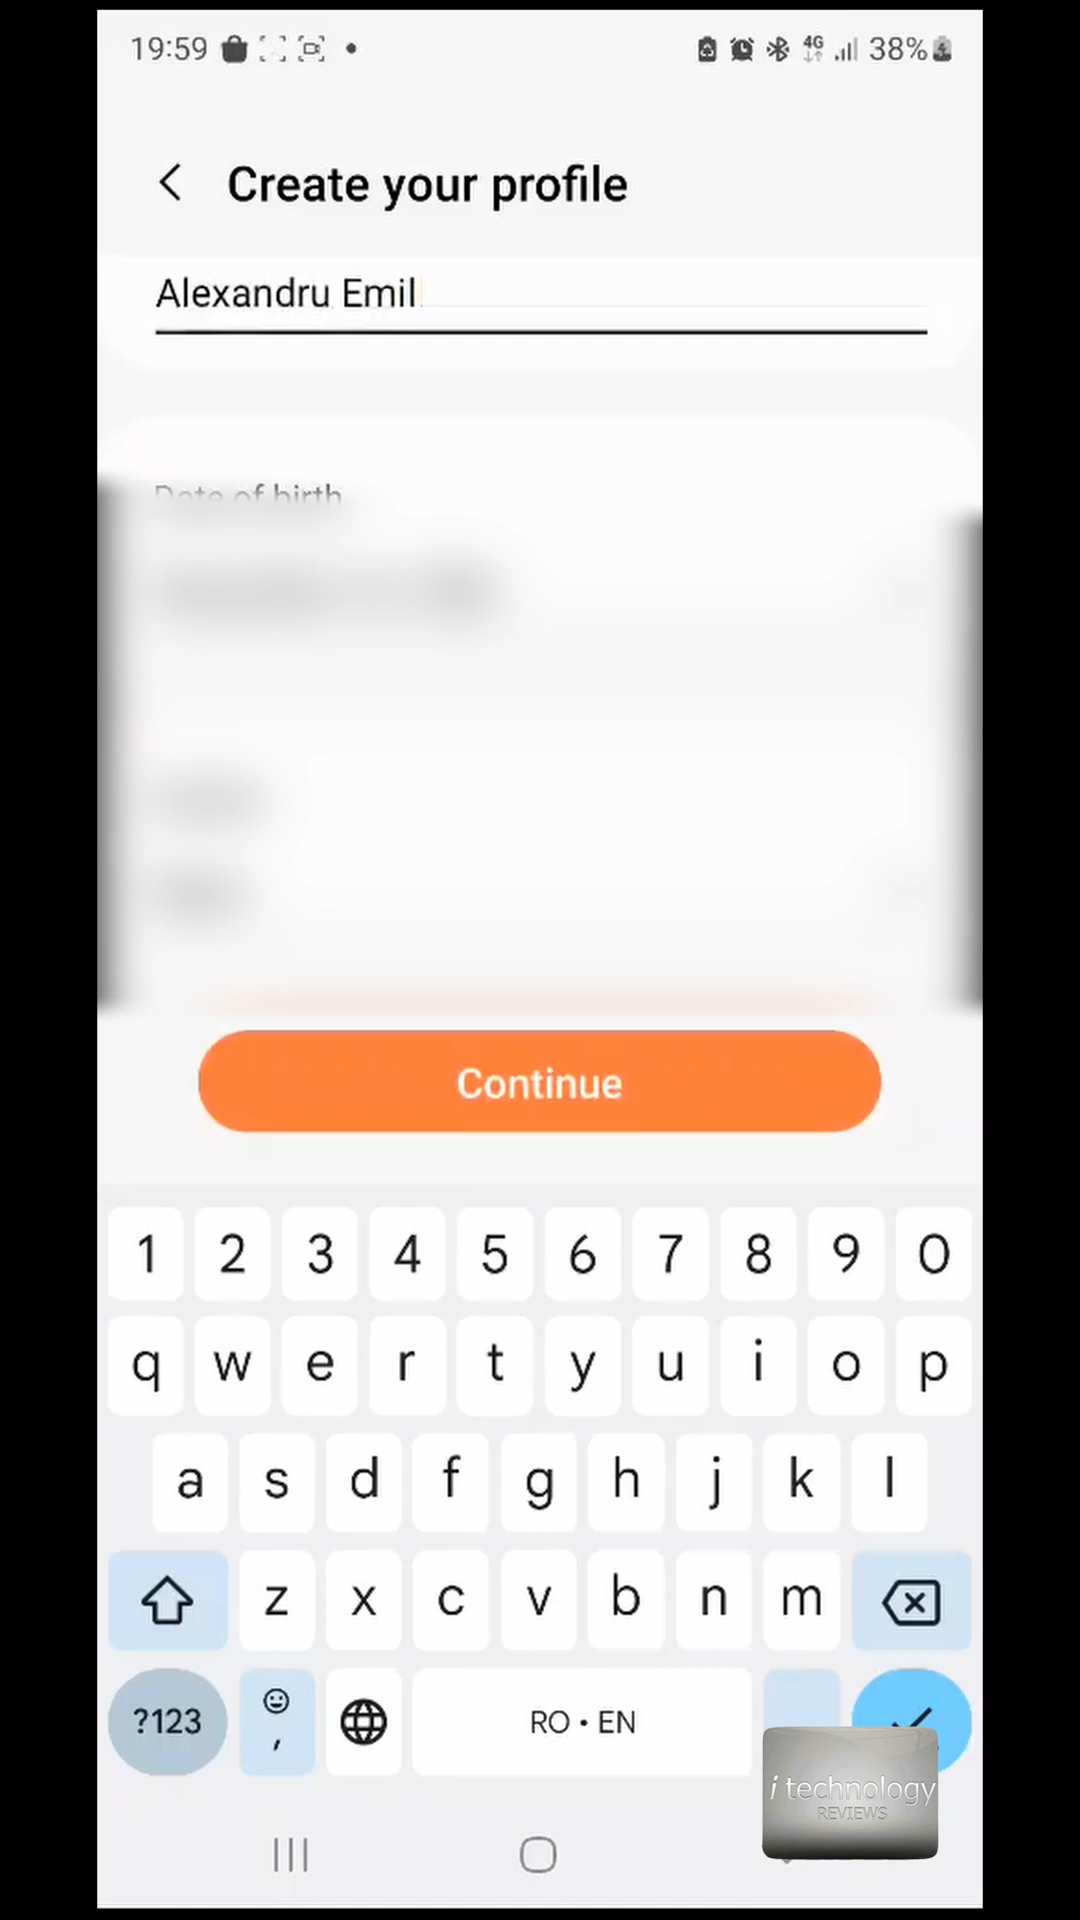 19:59 4G 38%
Create your profile
Alexandru Emil
Date of birth
Continue
1 2 3 4 5 6 7 8 9 0
q w e r t y u i o p
a s d f g h j k l
z x c v b n m
?123 , RO • EN
i technology
REVIEWS